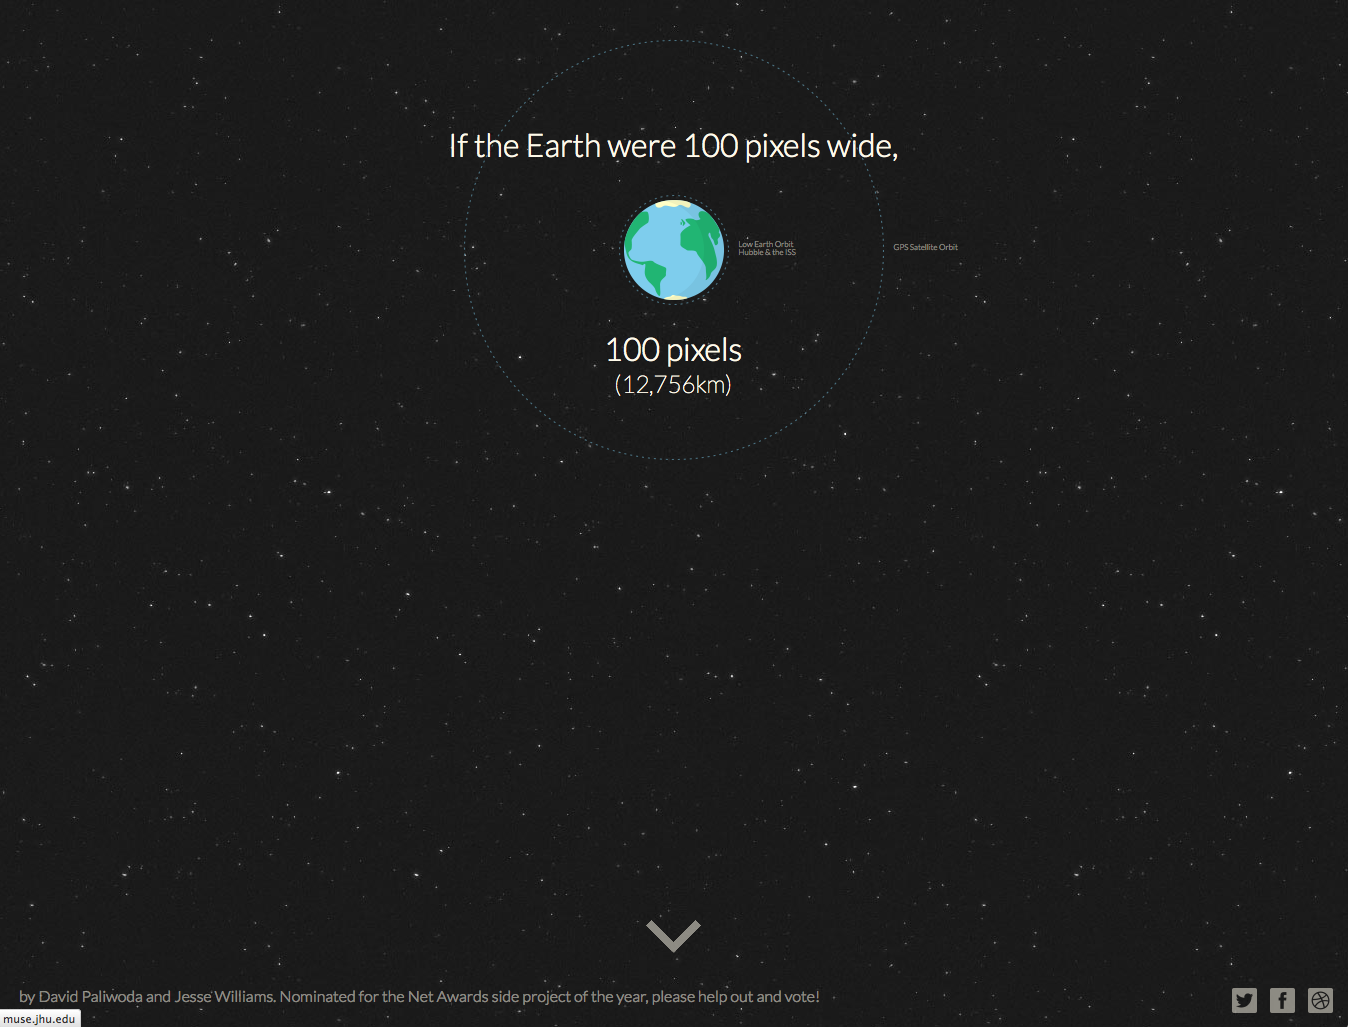 If the Earth were 100 pixels wide,
Low Earth Orbit
Hubble & the ISS
GPS Satellite Orbit
100 pixels
(12,756km)
by David Paliwoda and Jesse Williams. Nominated for the Net Awards side project of the year, please help out and vote!
muse.jhu.edu